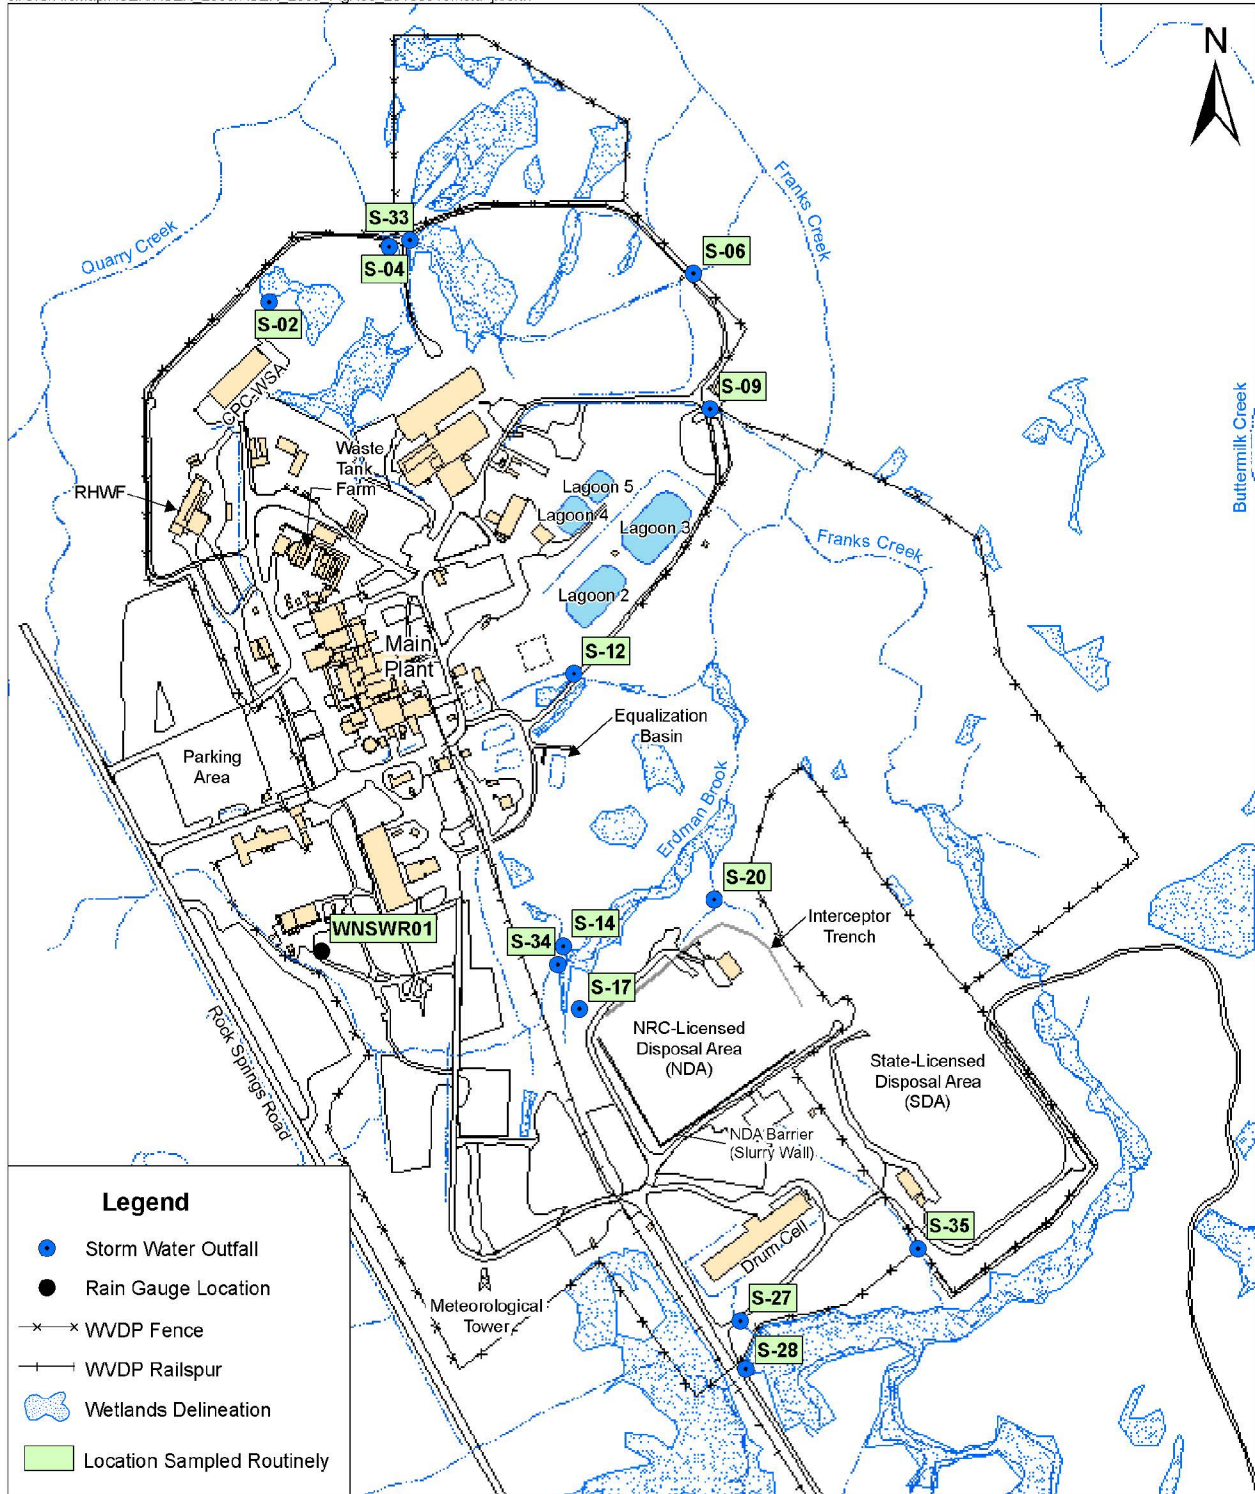 N
Franks Creek
Quarry Creek
S-33
S-04
S-06
S-02
S-09
CPC-WSA
Buttermilk Creek
Waste
Tank
Farm
RHWF
Lagoon 5
Lagoon 4
Lagoon 3
Franks Creek
Lagoon 2
Main
Plant
S-12
Equalization
Basin
Parking
Area
Erdman Brook
S-20
Interceptor
Trench
WNSWR01
S-14
S-34
S-17
Rock Springs Road
NRC-Licensed
Disposal Area
(NDA)
State-Licensed
Disposal Area
(SDA)
NDA Barrier
(Slurry Wall)
S-35
Drum Cell
S-27
S-28
Meteorological
Tower
Legend
Storm Water Outfall
Rain Gauge Location
WVDP Fence
WVDP Railspur
Wetlands Delineation
Location Sampled Routinely